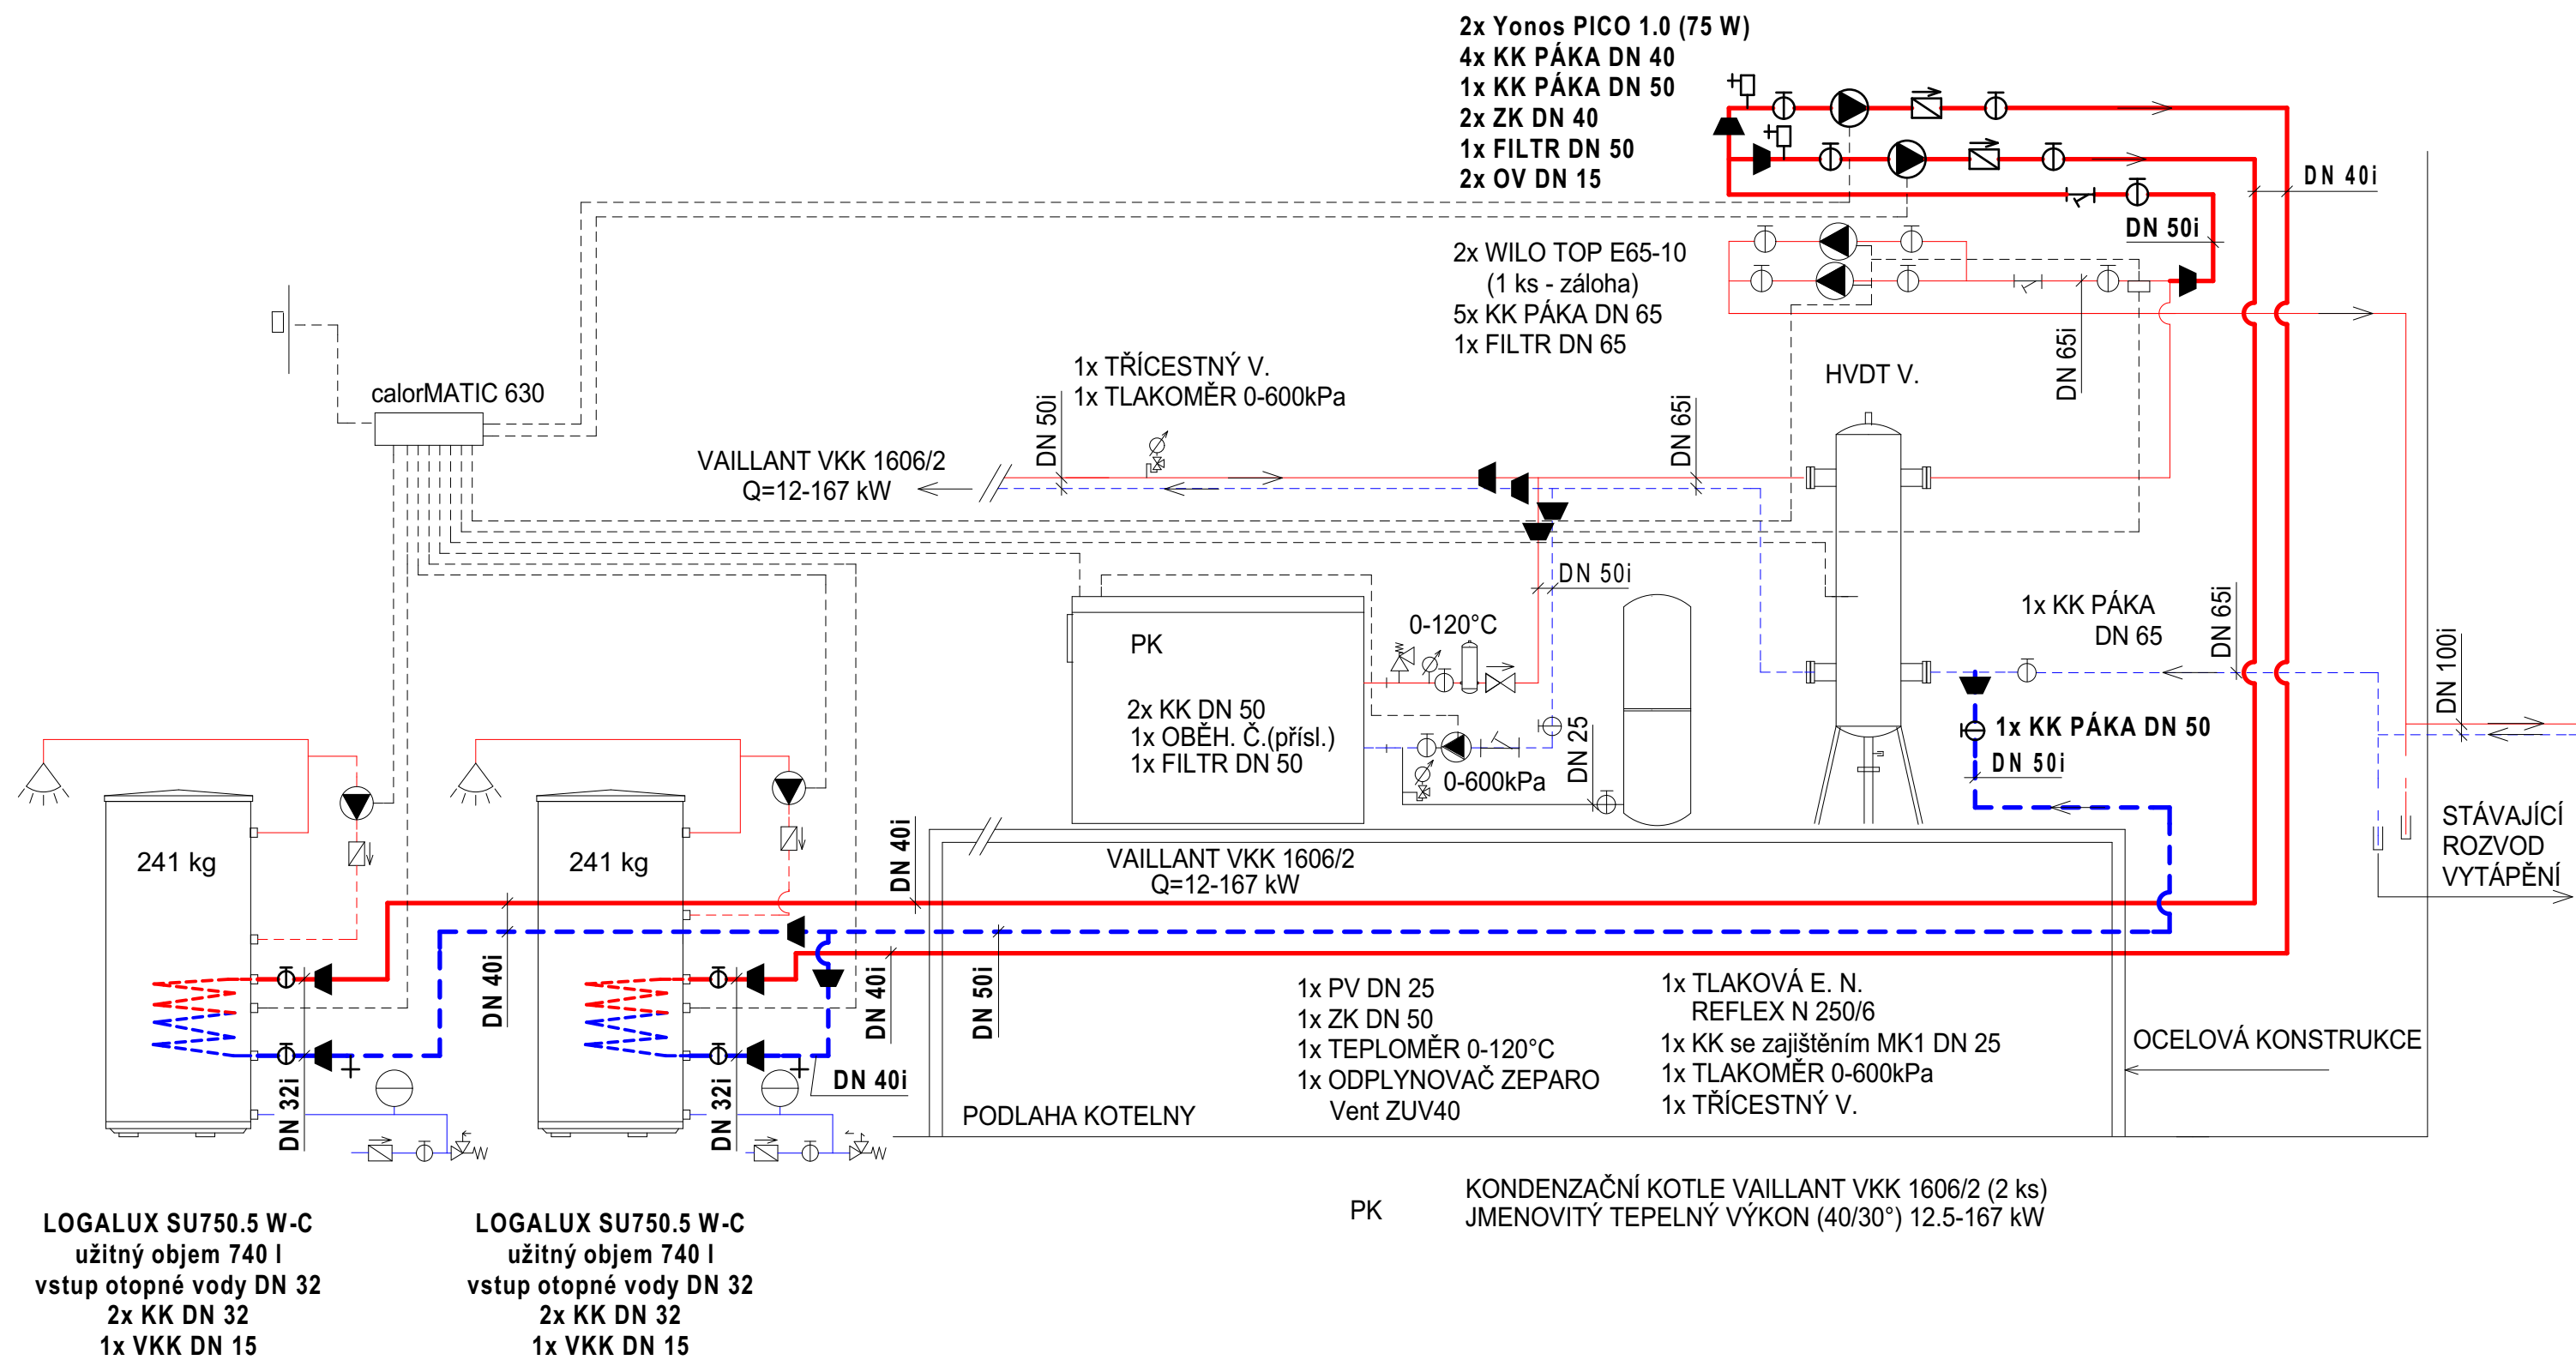 2x Yonos PICO 1.0 (75 W)
4x KK PÁKA DN 40
1x KK PÁKA DN 50
2x ZK DN 40
1x FILTR DN 50
2x OV DN 15
DN 40i
DN 50i
2x WILO TOP E65-10
(1 ks - záloha)
5x KK PÁKA DN 65
1x FILTR DN 65
DN 65i
1x TŘÍCESTNÝ V.
1x TLAKOMĚR 0-600kPa
HVDT V.
calorMATIC 630
DN 50i
DN 65i
VAILLANT VKK 1606/2
Q=12-167 kW
DN 50i
1x KK PÁKA
DN 65
DN 65i
DN 100i
0-120°C
PK
2x KK DN 50
1x OBĚH. Č.(přísl.)
1x FILTR DN 50
0-600kPa
DN 25
1x KK PÁKA DN 50
DN 50i
STÁVAJÍCÍ
ROZVOD
VYTÁPĚNÍ
241 kg
241 kg
DN 40i
VAILLANT VKK 1606/2
Q=12-167 kW
DN 40i
DN 40i
DN 50i
1x PV DN 25
1x ZK DN 50
1x TEPLOMĚR 0-120°C
1x ODPLYNOVAČ ZEPARO
Vent ZUV40
1x TLAKOVÁ E. N.
REFLEX N 250/6
1x KK se zajištěním MK1 DN 25
1x TLAKOMĚR 0-600kPa
1x TŘÍCESTNÝ V.
OCELOVÁ KONSTRUKCE
DN 32i
DN 32i
DN 40i
PODLAHA KOTELNY
PK
KONDENZAČNÍ KOTLE VAILLANT VKK 1606/2 (2 ks)
JMENOVITÝ TEPELNÝ VÝKON (40/30°) 12.5-167 kW
LOGALUX SU750.5 W-C
užitný objem 740 l
vstup otopné vody DN 32
2x KK DN 32
1x VKK DN 15
LOGALUX SU750.5 W-C
užitný objem 740 l
vstup otopné vody DN 32
2x KK DN 32
1x VKK DN 15